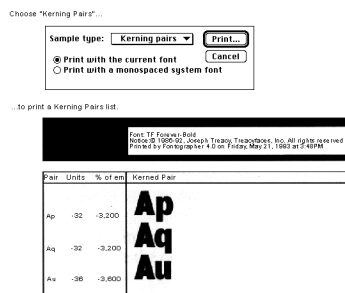 Choose "Kerning Pairs"...
Sample type: Kerning pairs Print...
Print with the current font Cancel
Print with a monospaced system font
...to print a Kerning Pairs list.
Font: TF Forever-Bold
Notice:© 1986-92, Joseph Treacy, Treacyfaces, Inc. All rights reserved
Printed by Fontographer 4.0 on Friday, May 21, 1993 at 3:48PM
Pair Units % of em Kerned Pair
Ap -32 -3,200 Ap
Aq -32 -3,200 Aq
Au -36 -3,600 Au